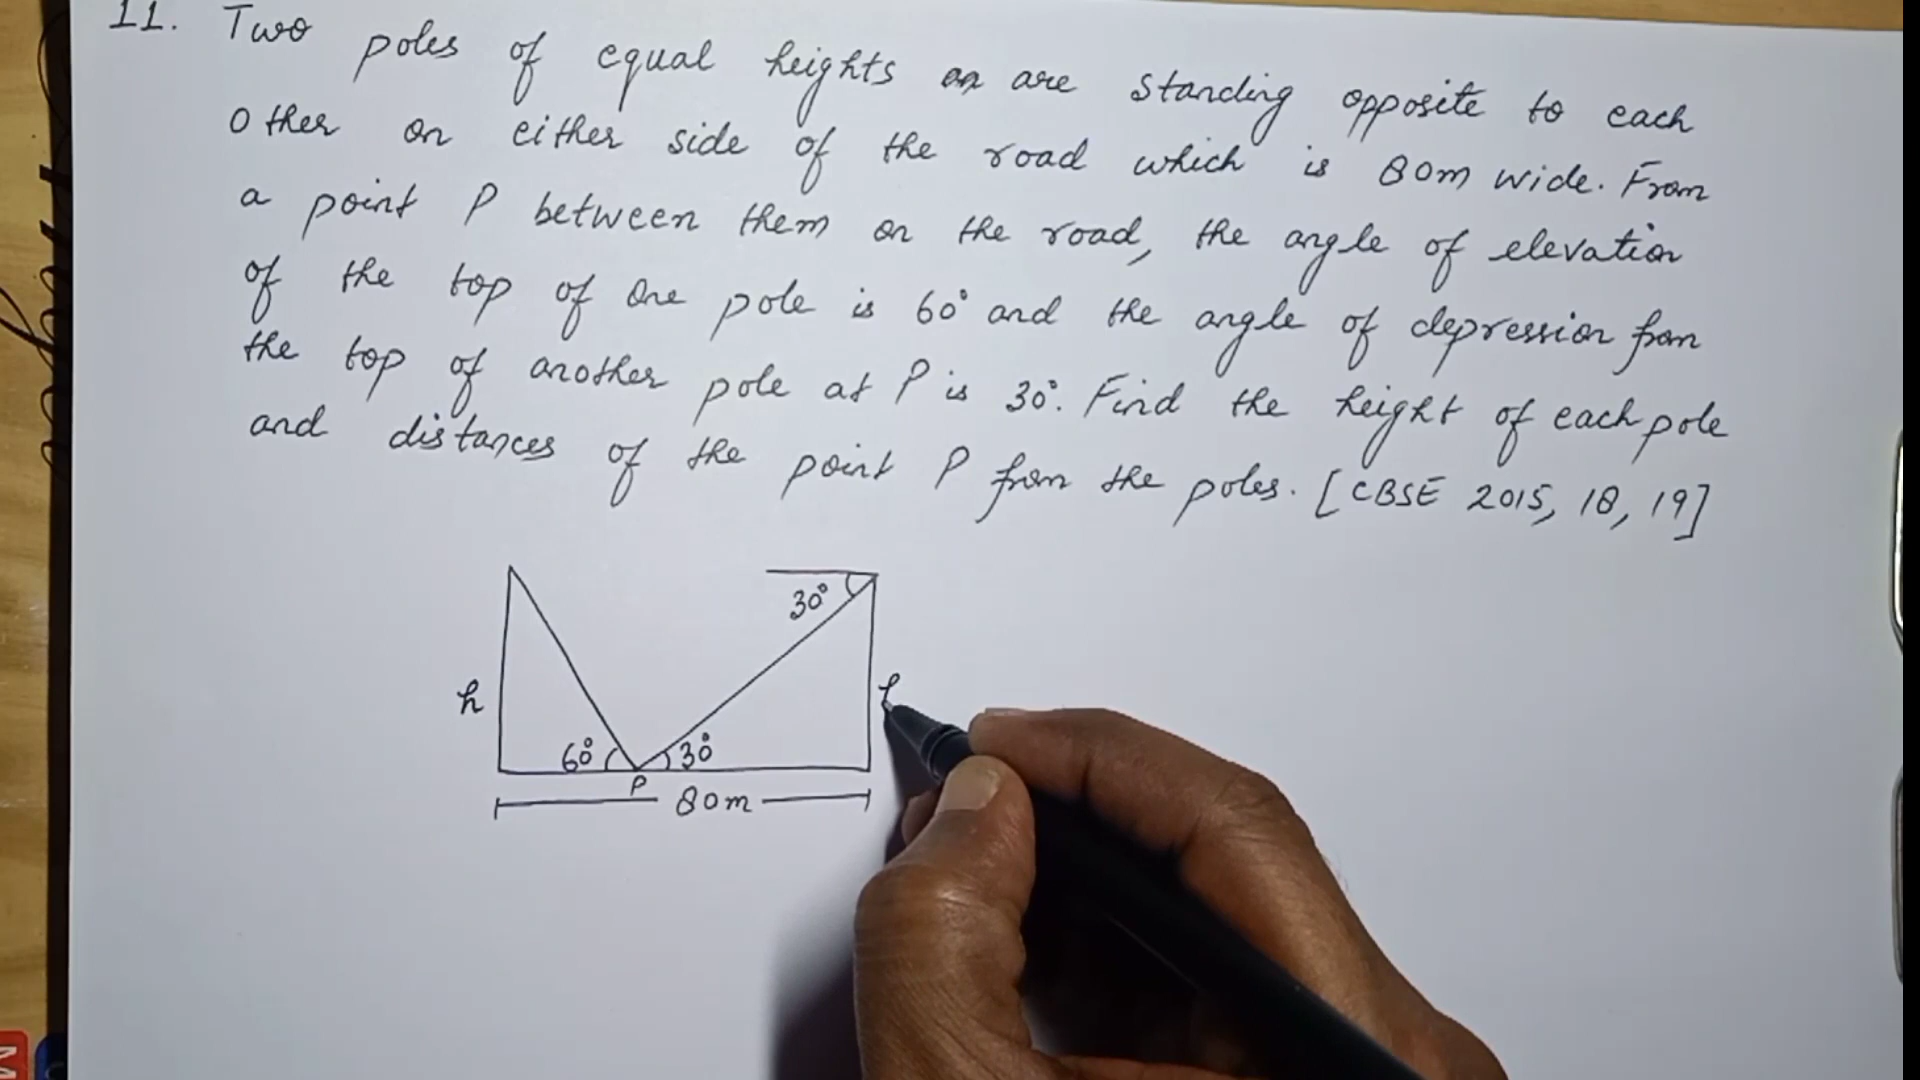 11. Two poles of equal heights are standing opposite to each
other on either side of the road which is 80m wide. From
a point P between them on the road, the angle of elevation
of the top of one pole is 60° and the angle of depression from
the top of another pole at P is 30°. Find the height of each pole
and distances of the point P from the poles. [CBSE 2015, 18, 19]
30°
h
60° 30°
P
80m